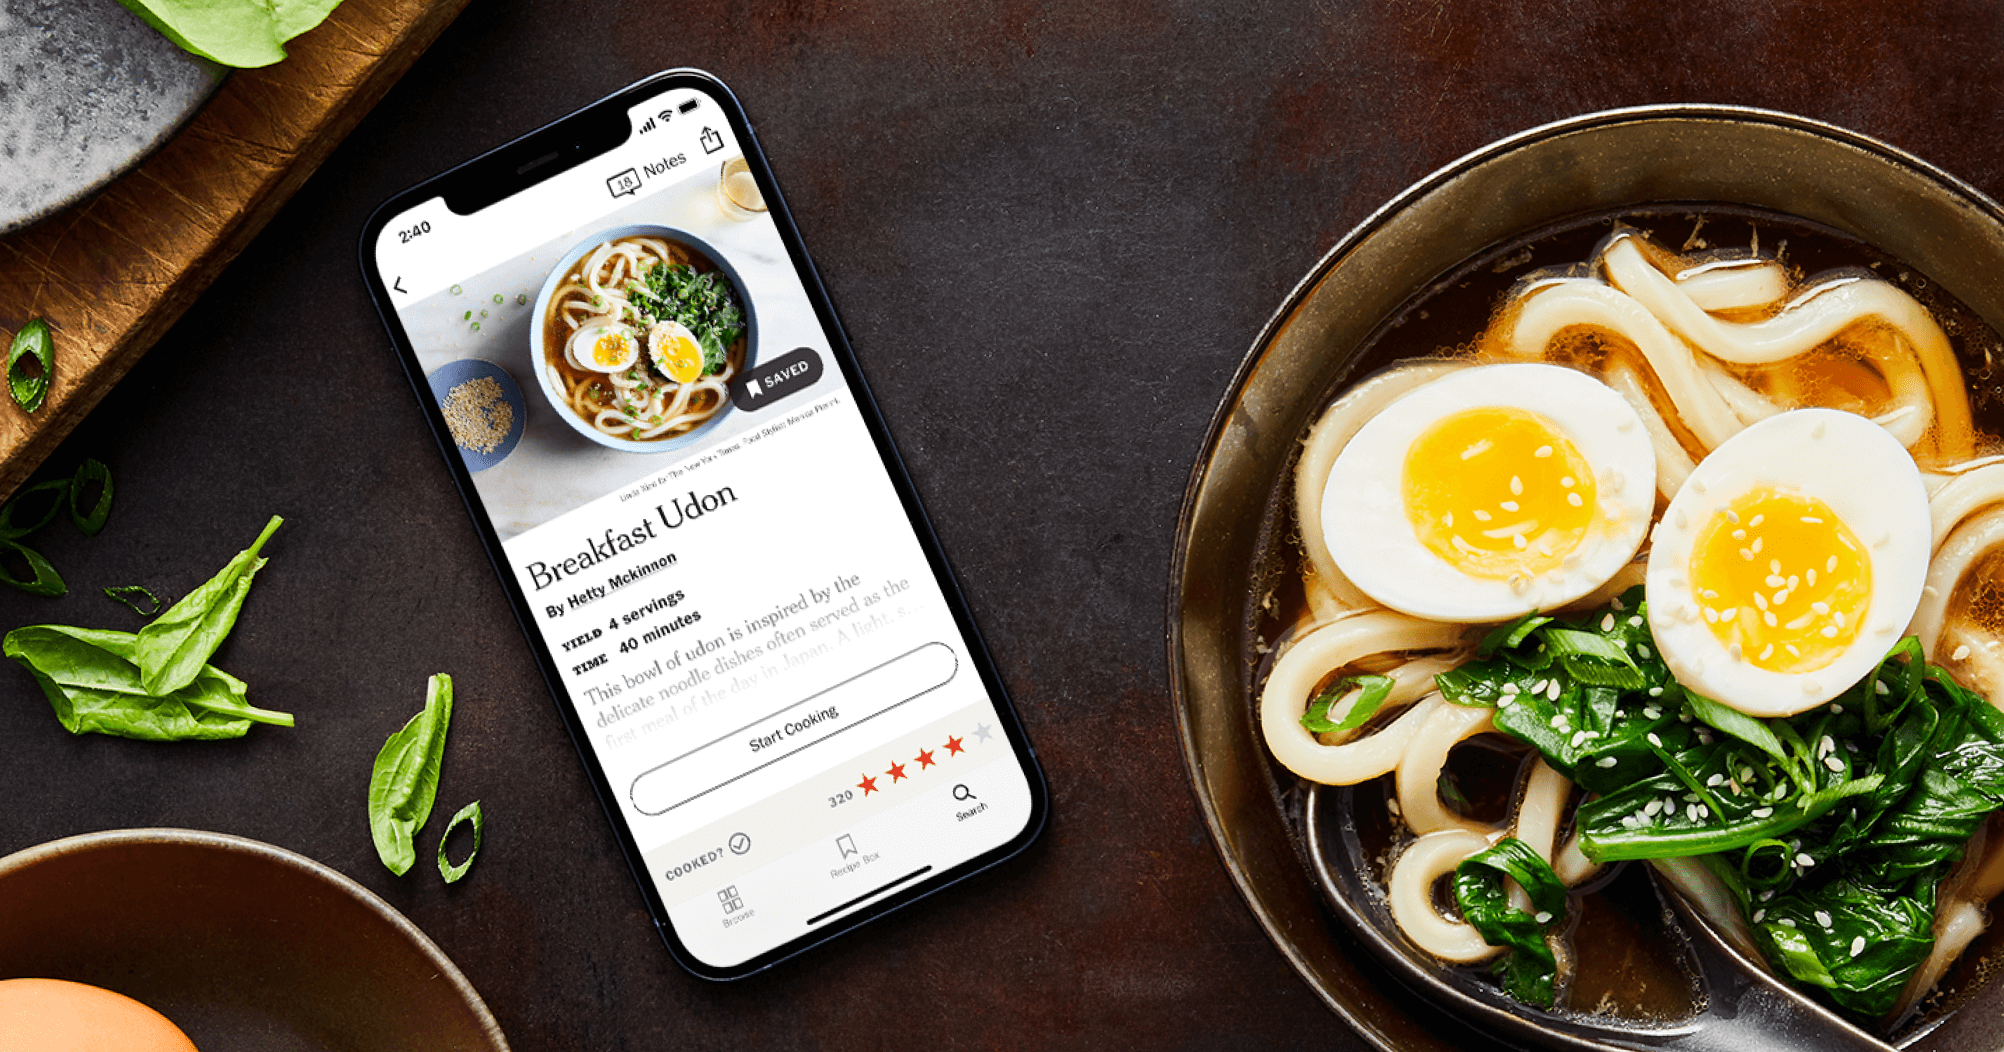 2:40
18 Notes
SAVED
Linda Xiao for The New York Times. Food Stylist: Monica Pierini.
Breakfast Udon
By Hetty Mckinnon
YIELD 4 servings
TIME 40 minutes
This bowl of udon is inspired by the
delicate noodle dishes often served as the
first meal of the day in Japan. A light, s...
Start Cooking
COOKED? 320
Browse Recipe Box Search